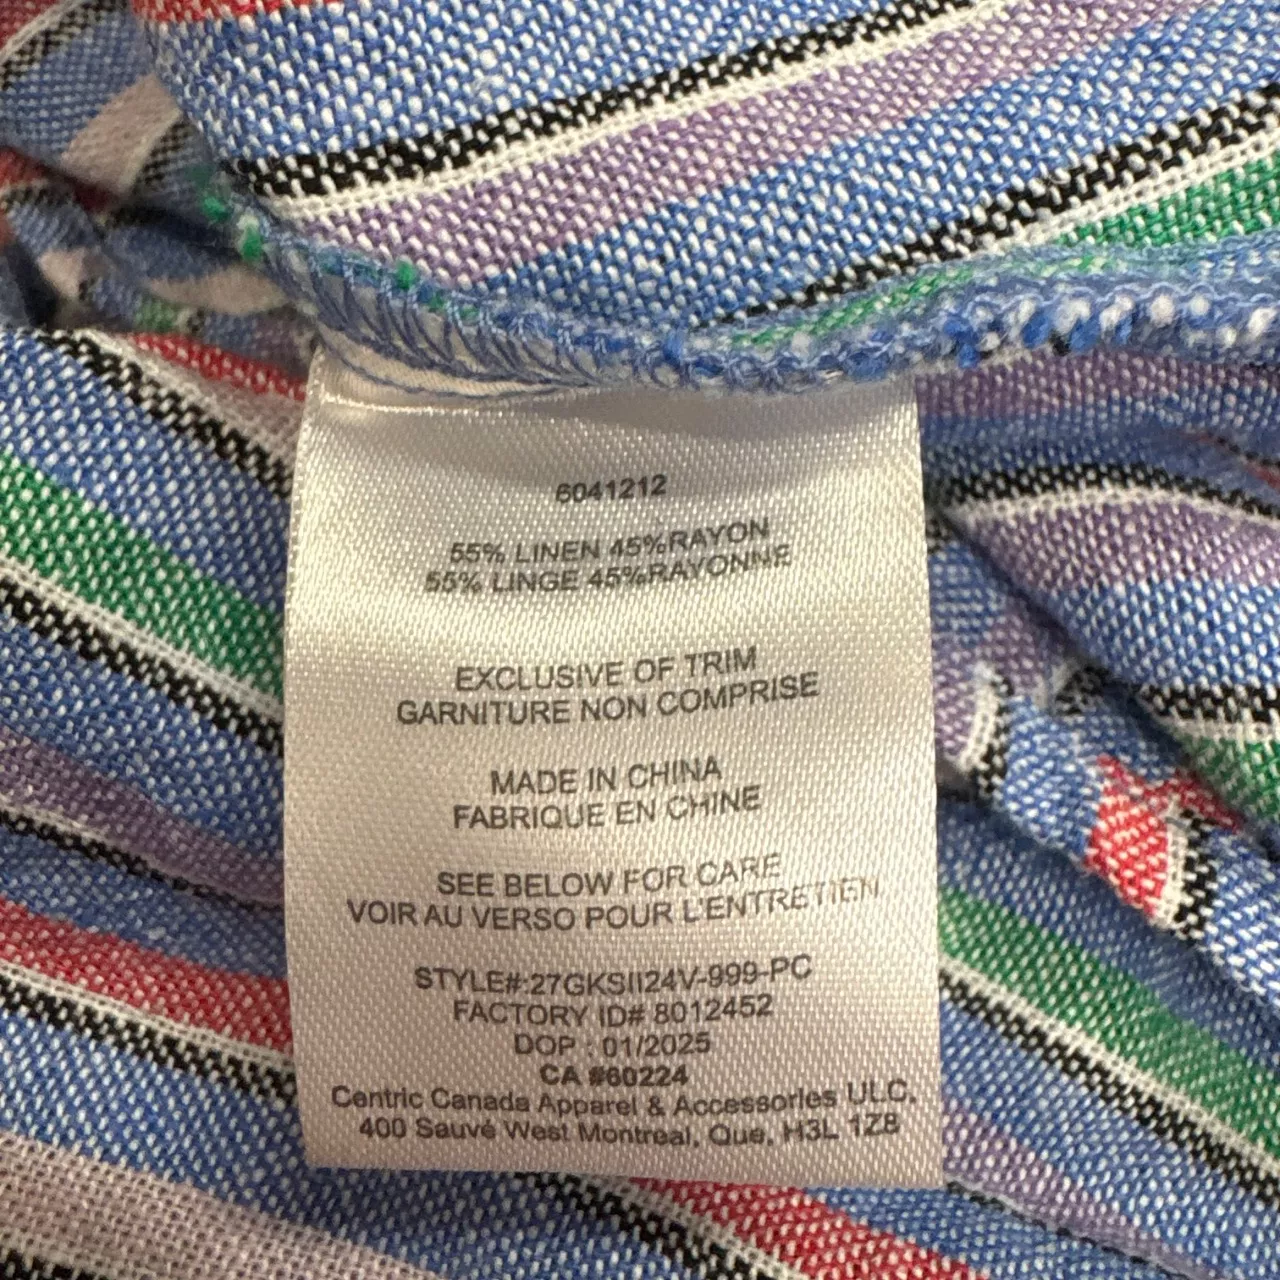 6041212
55% LINEN 45%RAYON
55% LINGE 45%RAYONNE
EXCLUSIVE OF TRIM
GARNITURE NON COMPRISE
MADE IN CHINA
FABRIQUE EN CHINE
SEE BELOW FOR CARE
VOIR AU VERSO POUR L'ENTRETIEN
STYLE#:27GKSII24V-999-PC
FACTORY ID# 8012452
DOP : 01/2025
CA #60224
Centric Canada Apparel & Accessories ULC.
400 Sauvé West Montreal, Que, H3L 1Z8